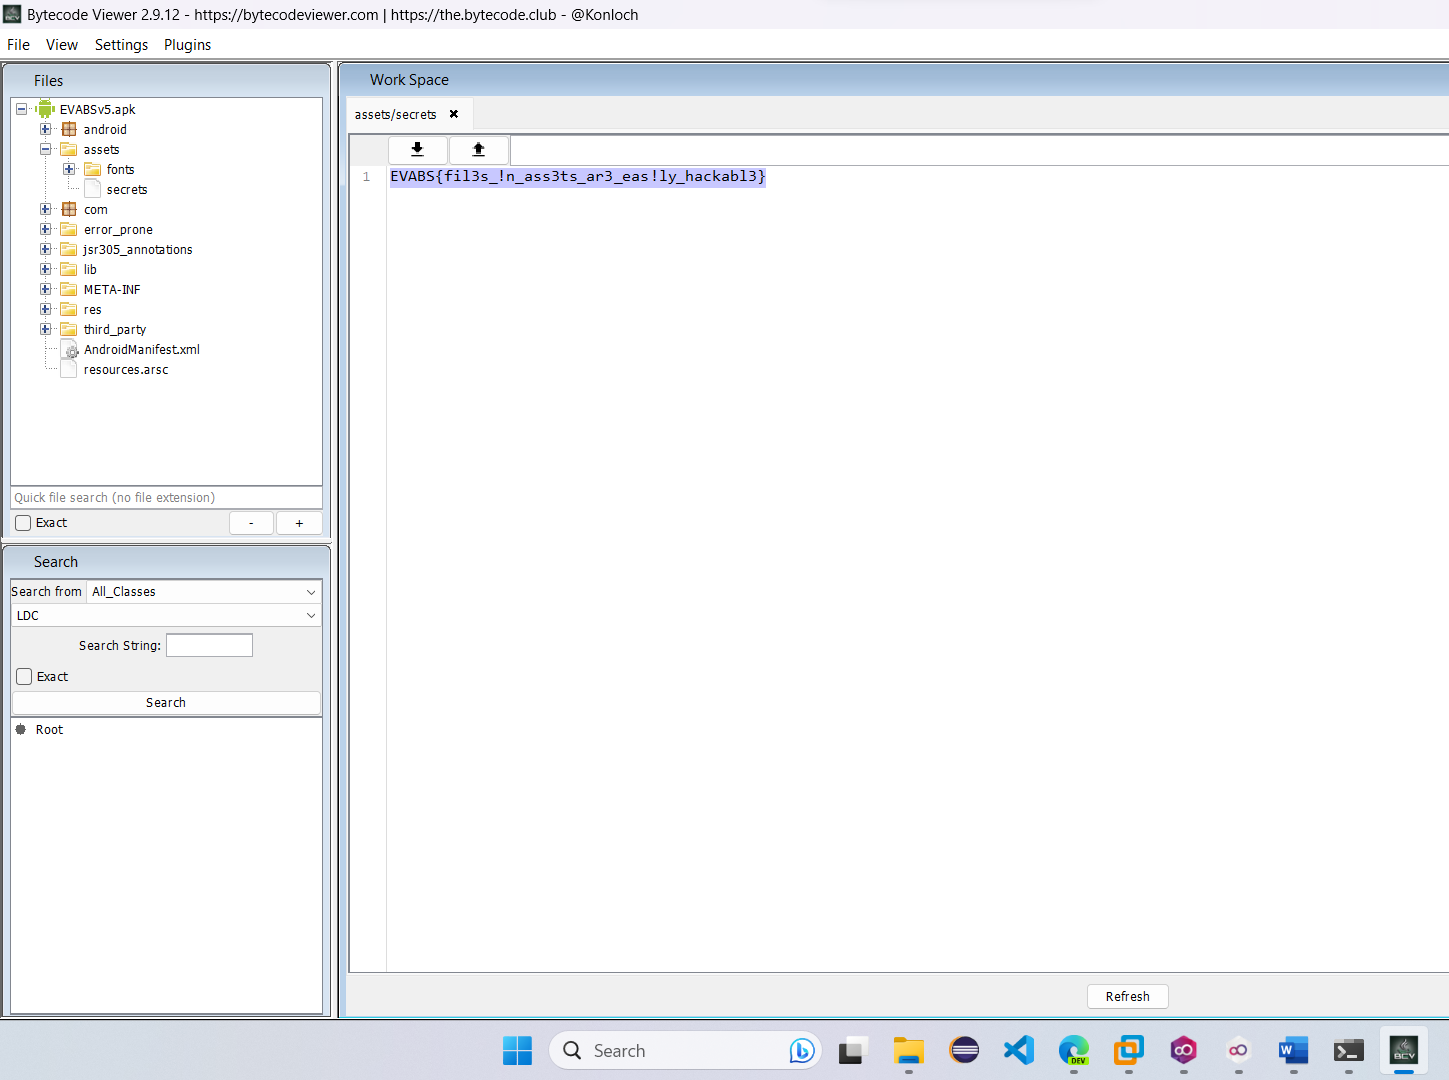 Bytecode Viewer 2.9.12 - https://bytecodeviewer.com | https://the.bytecode.club - @Konloch
File View Settings Plugins
Files
EVABSv5.apk
android
assets
fonts
secrets
com
error_prone
jsr305_annotations
lib
META-INF
res
third_party
AndroidManifest.xml
resources.arsc
Quick file search (no file extension)
Exact
- +
Search
Search from All_Classes
LDC
Search String:
Exact
Search
Root
Work Space
assets/secrets
1 EVABS{fil3s_!n_ass3ts_ar3_eas!ly_hackabl3}
Refresh
Search
DEV
W
BCV